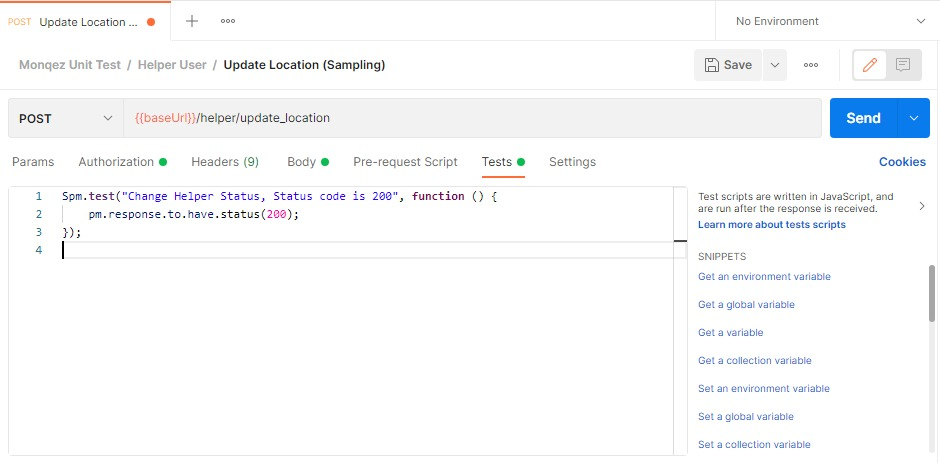 POST Update Location ...
No Environment
Monqez Unit Test / Helper User / Update Location (Sampling)
Save
POST
{{baseUrl}}/helper/update_location
Send
Params Authorization Headers (9) Body Pre-request Script Tests Settings Cookies
1 Spm.test("Change Helper Status, Status code is 200", function () {
2 pm.response.to.have.status(200);
3 });
4
Test scripts are written in JavaScript, and
are run after the response is received.
Learn more about tests scripts
SNIPPETS
Get an environment variable
Get a global variable
Get a variable
Get a collection variable
Set an environment variable
Set a global variable
Set a collection variable